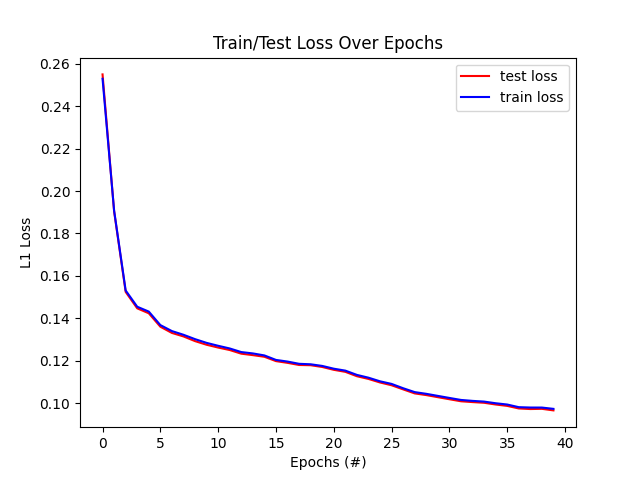 Train/Test Loss Over Epochs
test loss
train loss
L1 Loss
0.26
0.24
0.22
0.20
0.18
0.16
0.14
0.12
0.10
0 5 10 15 20 25 30 35 40
Epochs (#)